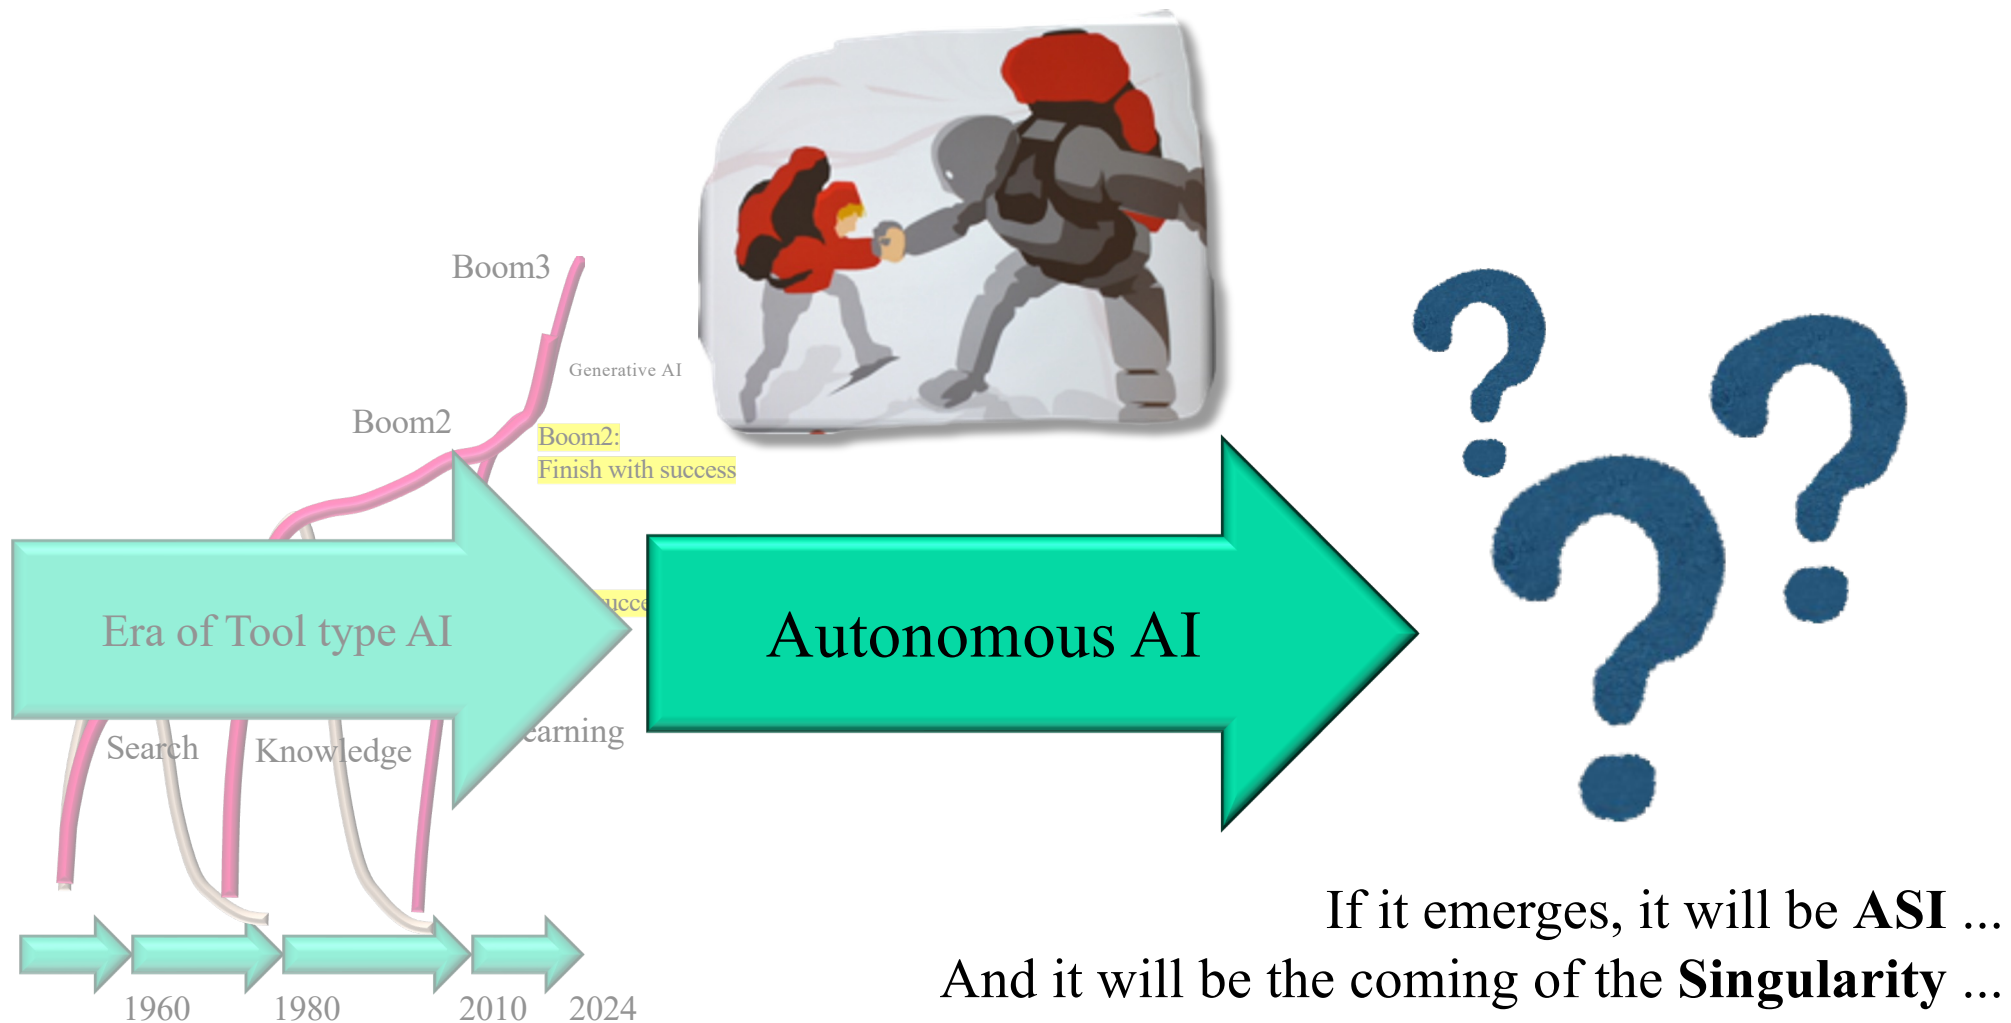 Boom3
Generative AI
Boom2
Boom2:
Finish with success
Era of Tool type AI
Autonomous AI
Search
Knowledge
1960
1980
2010
2024
If it emerges, it will be ASI ...
And it will be the coming of the Singularity ...